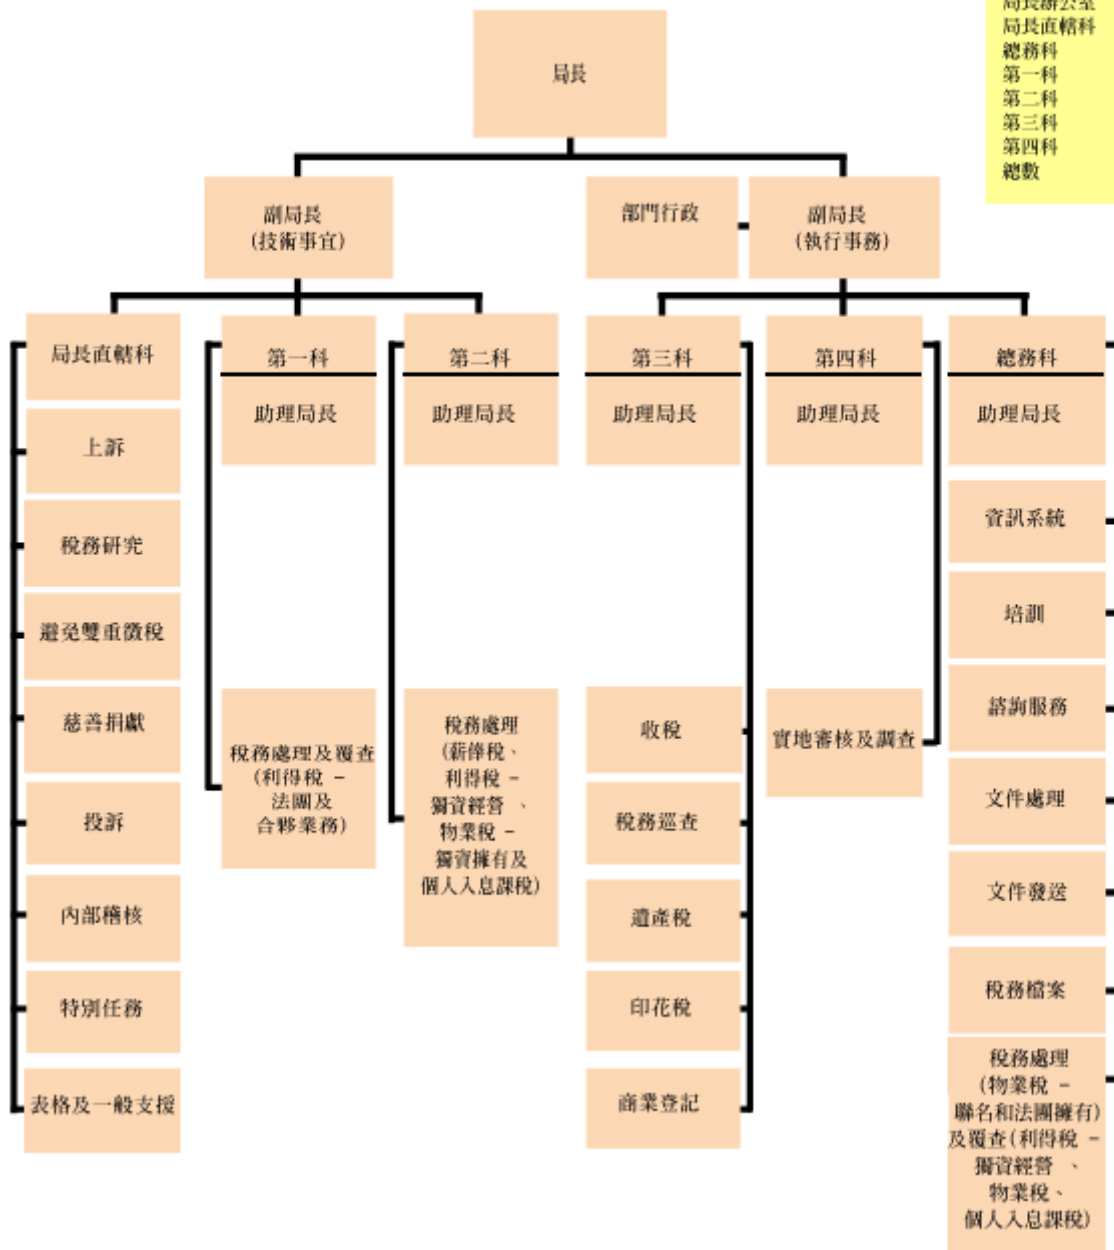 局長辦公室
局長直轄科
總務科
第一科
第二科
第三科
第四科
總數
局長
副局長
(技術事宜)
部門行政
副局長
(執行事務)
局長直轄科
上訴
稅務研究
避免雙重徵稅
慈善捐獻
投訴
內部稽核
特別任務
表格及一般支援
第一科
助理局長
稅務處理及覆查
(利得稅 -
法團及
合夥業務)
第二科
助理局長
稅務處理
(薪俸稅、
利得稅 -
獨資經營 、
物業稅 -
獨資擁有及
個人入息課稅)
第三科
助理局長
收稅
稅務巡查
遺產稅
印花稅
商業登記
第四科
助理局長
實地審核及調查
總務科
助理局長
資訊系統
培訓
諮詢服務
文件處理
文件發送
稅務檔案
稅務處理
(物業稅 -
聯名和法團擁有)
及覆查(利得稅 -
獨資經營 、
物業稅、
個人入息課稅)